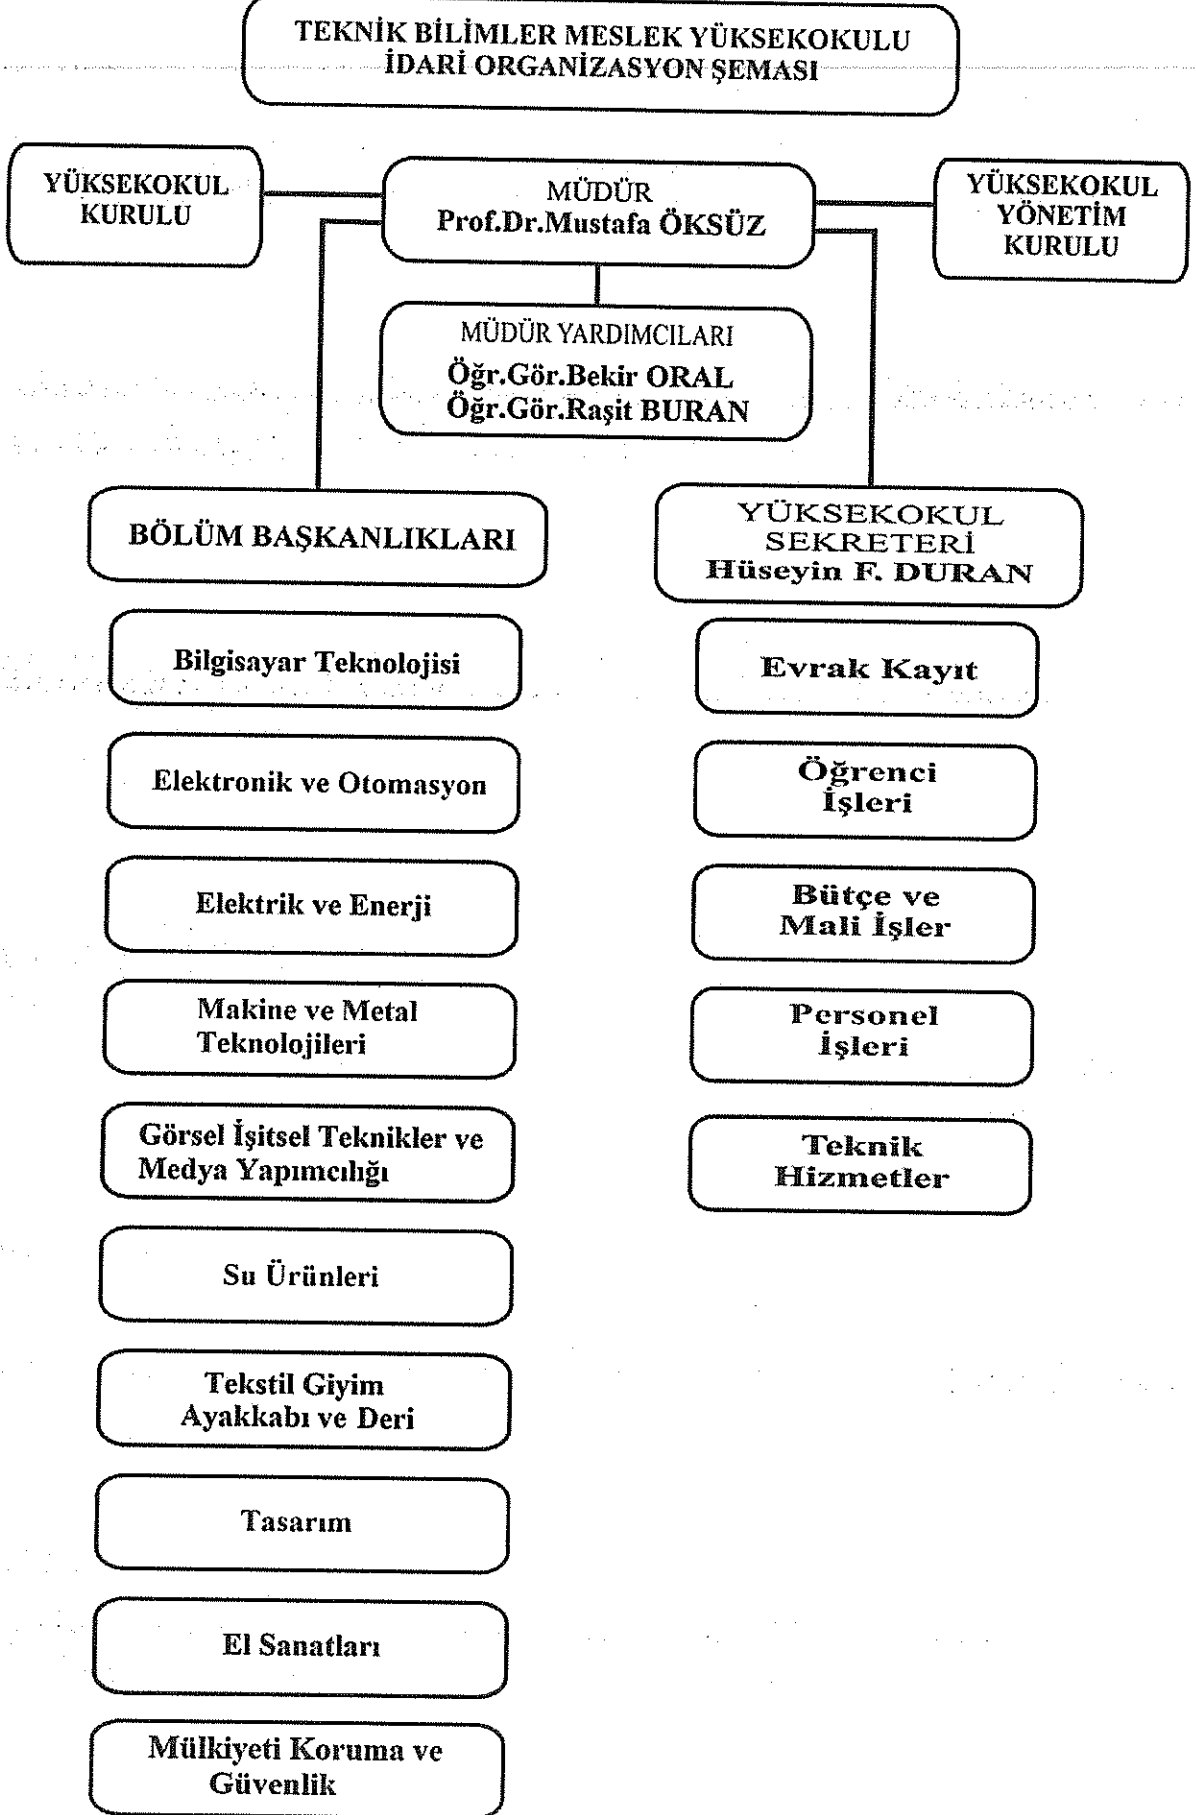 TEKNİK BİLİMLER MESLEK YÜKSEKOKULU
İDARİ ORGANİZASYON ŞEMASI
YÜKSEKOKUL
KURULU
MÜDÜR
Prof.Dr.Mustafa ÖKSÜZ
YÜKSEKOKUL
YÖNETİM
KURULU
MÜDÜR YARDIMCILARI
Öğr.Gör.Bekir ORAL
Öğr.Gör.Raşit BURAN
BÖLÜM BAŞKANLIKLARI
Bilgisayar Teknolojisi
Elektronik ve Otomasyon
Elektrik ve Enerji
Makine ve Metal
Teknolojileri
Görsel İşitsel Teknikler ve
Medya Yapımcılığı
Su Ürünleri
Tekstil Giyim
Ayakkabı ve Deri
Tasarım
El Sanatları
Mülkiyeti Koruma ve
Güvenlik
YÜKSEKOKUL
SEKRETERİ
Hüseyin F. DURAN
Evrak Kayıt
Öğrenci
İşleri
Bütçe ve
Mali İşler
Personel
İşleri
Teknik
Hizmetler